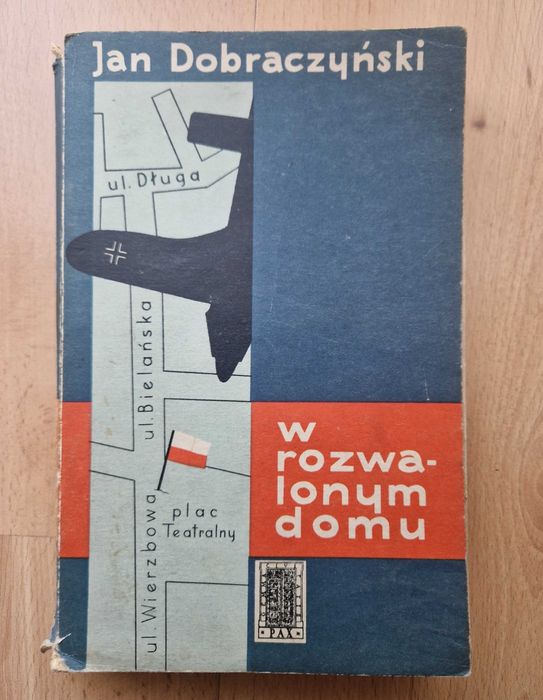 Jan Dobraczyński
ul. Długa
ul. Bielańska
plac
Teatralny
ul Wierzbowa
w
rozwa-
lonym
domu
* PAX *